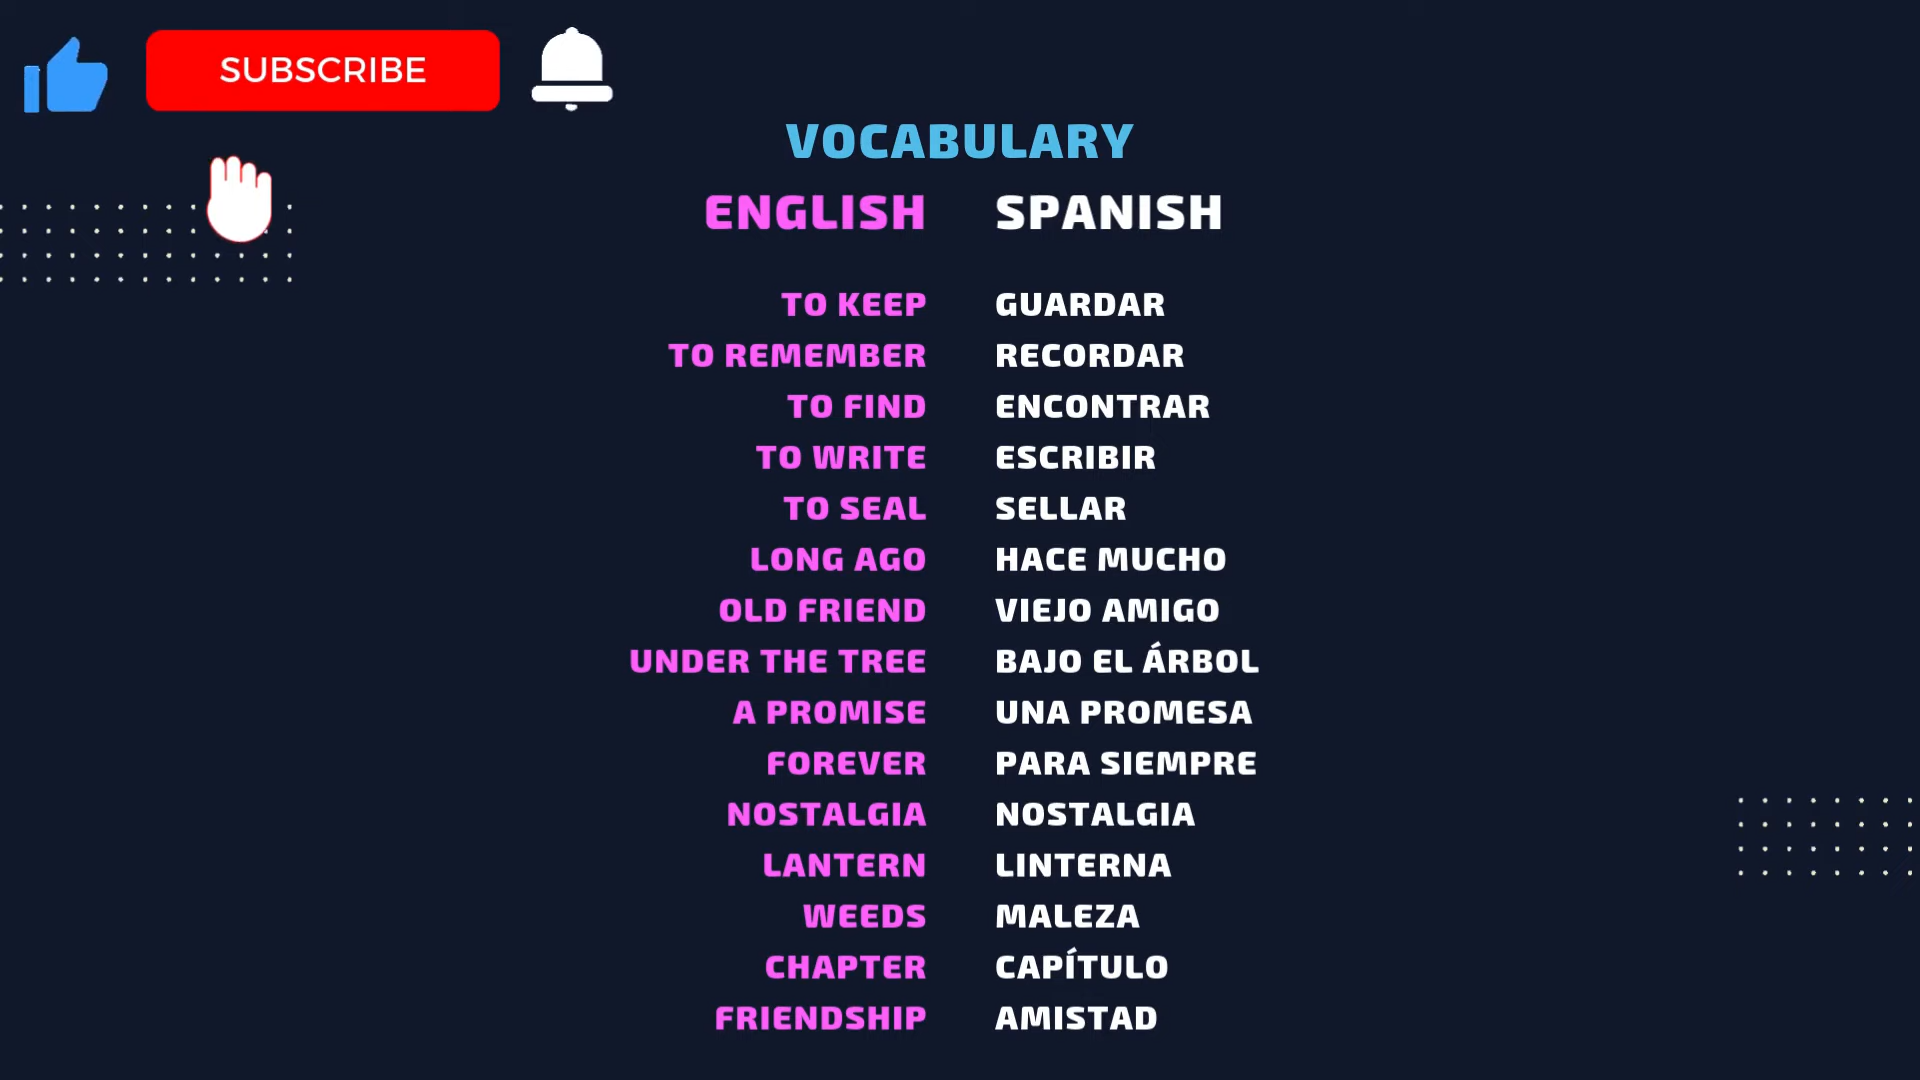 SUBSCRIBE
VOCABULARY
ENGLISH SPANISH
TO KEEP GUARDAR
TO REMEMBER RECORDAR
TO FIND ENCONTRAR
TO WRITE ESCRIBIR
TO SEAL SELLAR
LONG AGO HACE MUCHO
OLD FRIEND VIEJO AMIGO
UNDER THE TREE BAJO EL ÁRBOL
A PROMISE UNA PROMESA
FOREVER PARA SIEMPRE
NOSTALGIA NOSTALGIA
LANTERN LINTERNA
WEEDS MALEZA
CHAPTER CAPÍTULO
FRIENDSHIP AMISTAD